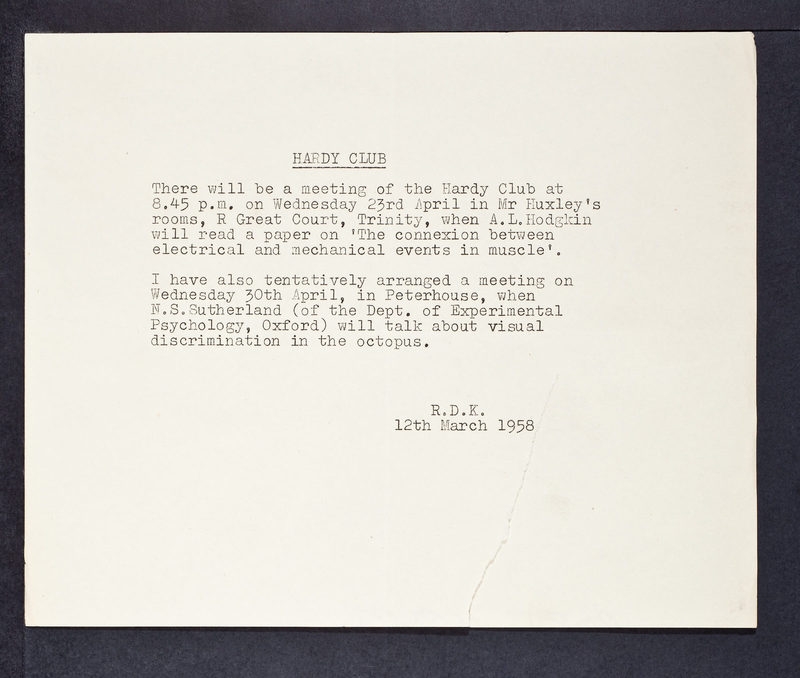 HARDY CLUB
There will be a meeting of the Hardy Club at
8.45 p.m. on Wednesday 23rd April in Mr Huxley's
rooms, R Great Court, Trinity, when A.L.Hodgkin
will read a paper on 'The connexion between
electrical and mechanical events in muscle'.
I have also tentatively arranged a meeting on
Wednesday 30th April, in Peterhouse, when
N.S.Sutherland (of the Dept. of Experimental
Psychology, Oxford) will talk about visual
discrimination in the octopus.
R.D.K.
12th March 1958